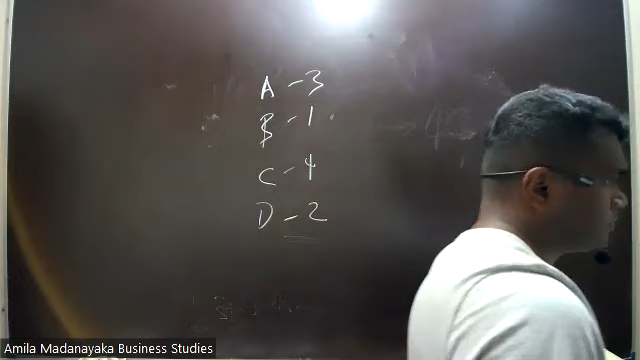 A - 3
B - 1
C - 4
D - 2
Amila Madanayaka Business Studies